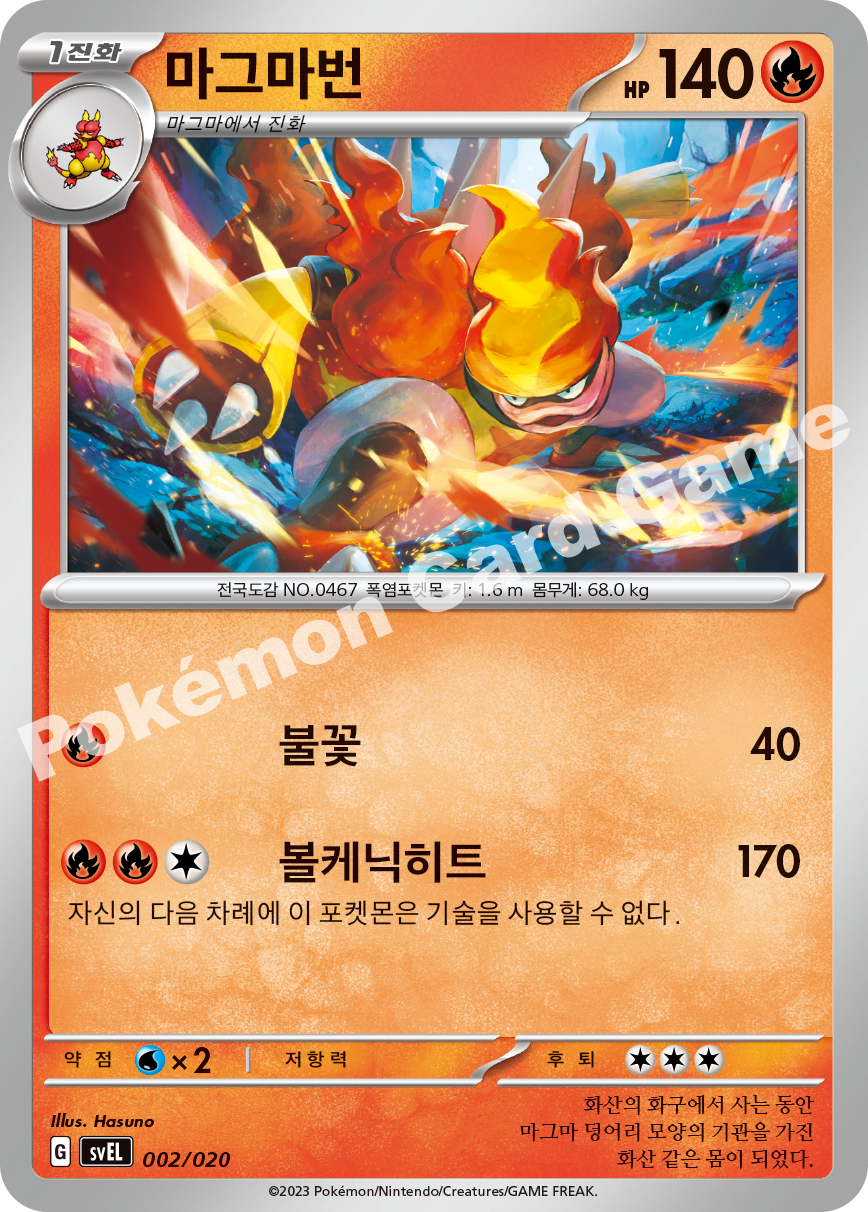 1진화
마그마번
HP 140
마그마에서 진화
전국도감 NO.0467 폭염포켓몬 키: 1.6 m 몸무게: 68.0 kg
Pokémon Card Game
불꽃 40
볼케닉히트 170
자신의 다음 차례에 이 포켓몬은 기술을 사용할 수 없다.
약점 ×2 저항력 후퇴
Illus. Hasuno
G svEL 002/020
화산의 화구에서 사는 동안
마그마 덩어리 모양의 기관을 가진
화산 같은 몸이 되었다.
©2023 Pokémon/Nintendo/Creatures/GAME FREAK.